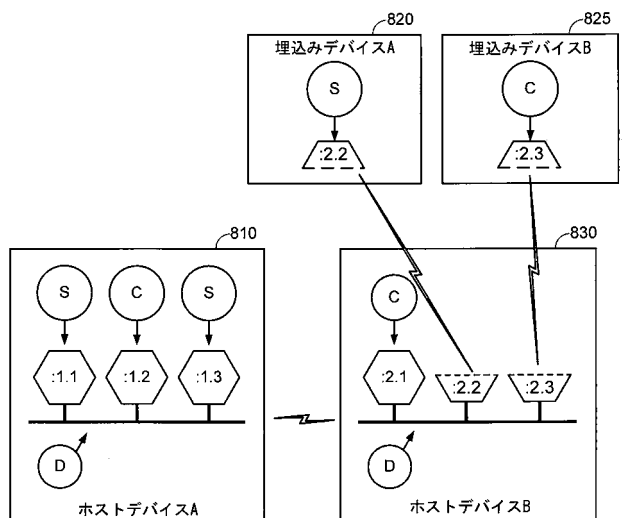 820
825
埋込みデバイスA
埋込みデバイスB
S
C
:2.2
:2.3
810
830
S
C
S
C
:1.1
:1.2
:1.3
:2.1
:2.2
:2.3
D
D
ホストデバイスA
ホストデバイスB